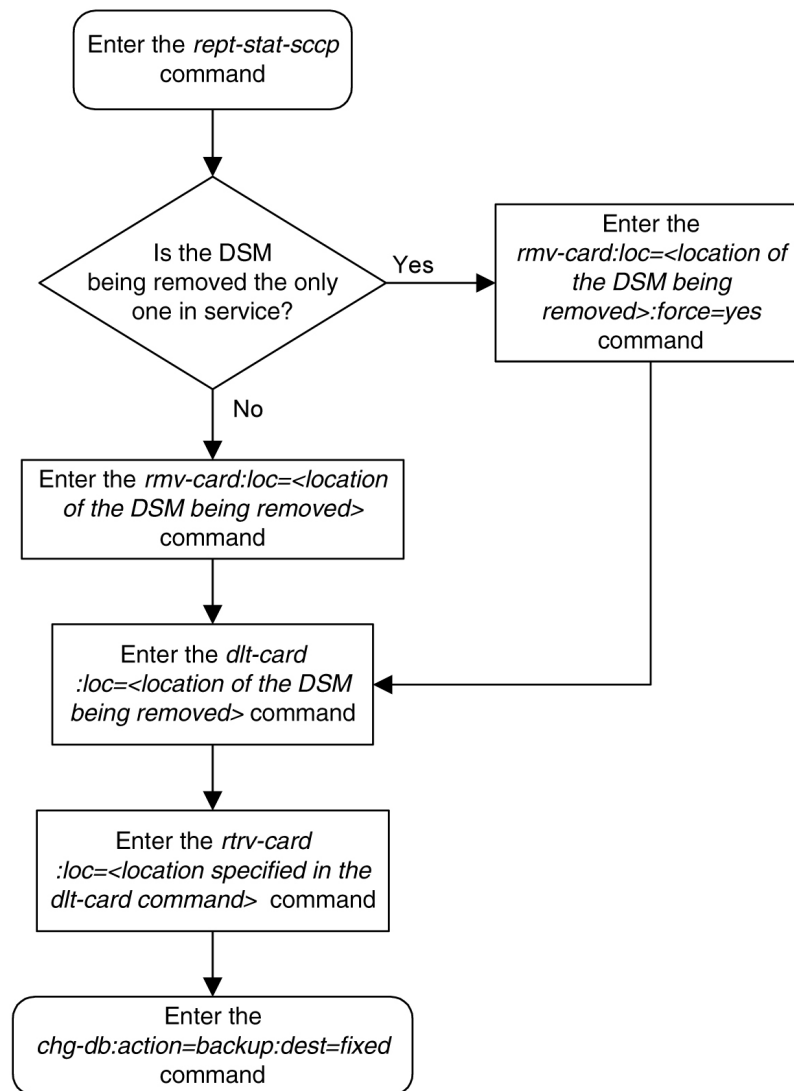 Enter the rept-stat-sccp
command
Is the DSM
being removed the only
one in service?
Yes
Enter the
rmv-card:loc=<location of
the DSM being
removed>:force=yes
command
No
Enter the rmv-card:loc=<location
of the DSM being removed>
command
Enter the dlt-card
:loc=<location of the DSM
being removed> command
Enter the rtrv-card
:loc=<location specified in the
dlt-card command> command
Enter the
chg-db:action=backup:dest=fixed
command